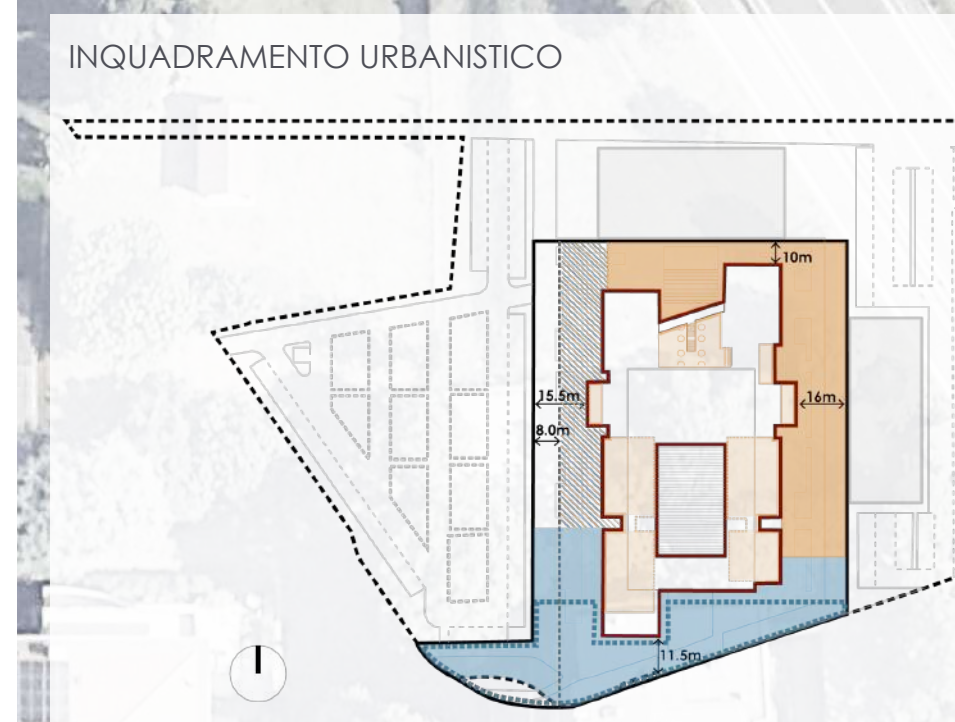 INQUADRAMENTO URBANISTICO
10m
15.5m
16m
8.0m
11.5m